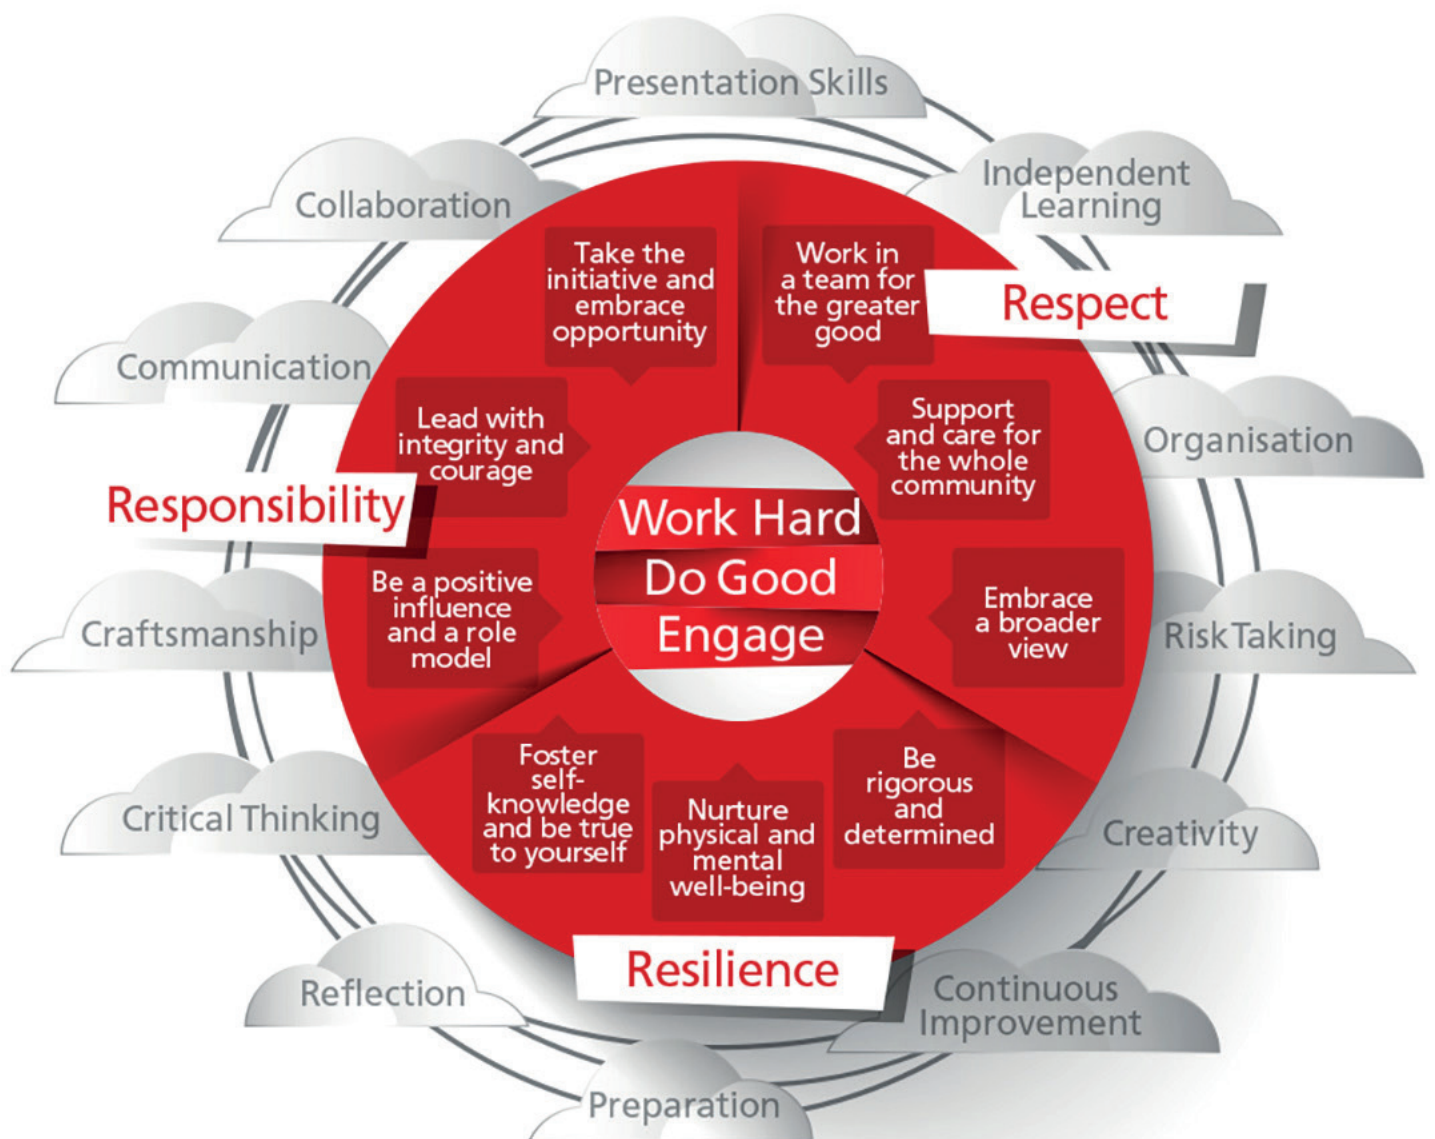 Presentation Skills
Collaboration
Independent
Learning
Communication
Organisation
Craftsmanship
Risk Taking
Critical Thinking
Creativity
Reflection
Continuous
Improvement
Preparation
Respect
Work in
a team for
the greater
good
Support
and care for
the whole
community
Embrace
a broader
view
Responsibility
Take the
initiative and
embrace
opportunity
Lead with
integrity and
courage
Be a positive
influence
and a role
model
Resilience
Foster
self-
knowledge
and be true
to yourself
Nurture
physical and
mental
well-being
Be
rigorous
and
determined
Work Hard
Do Good
Engage